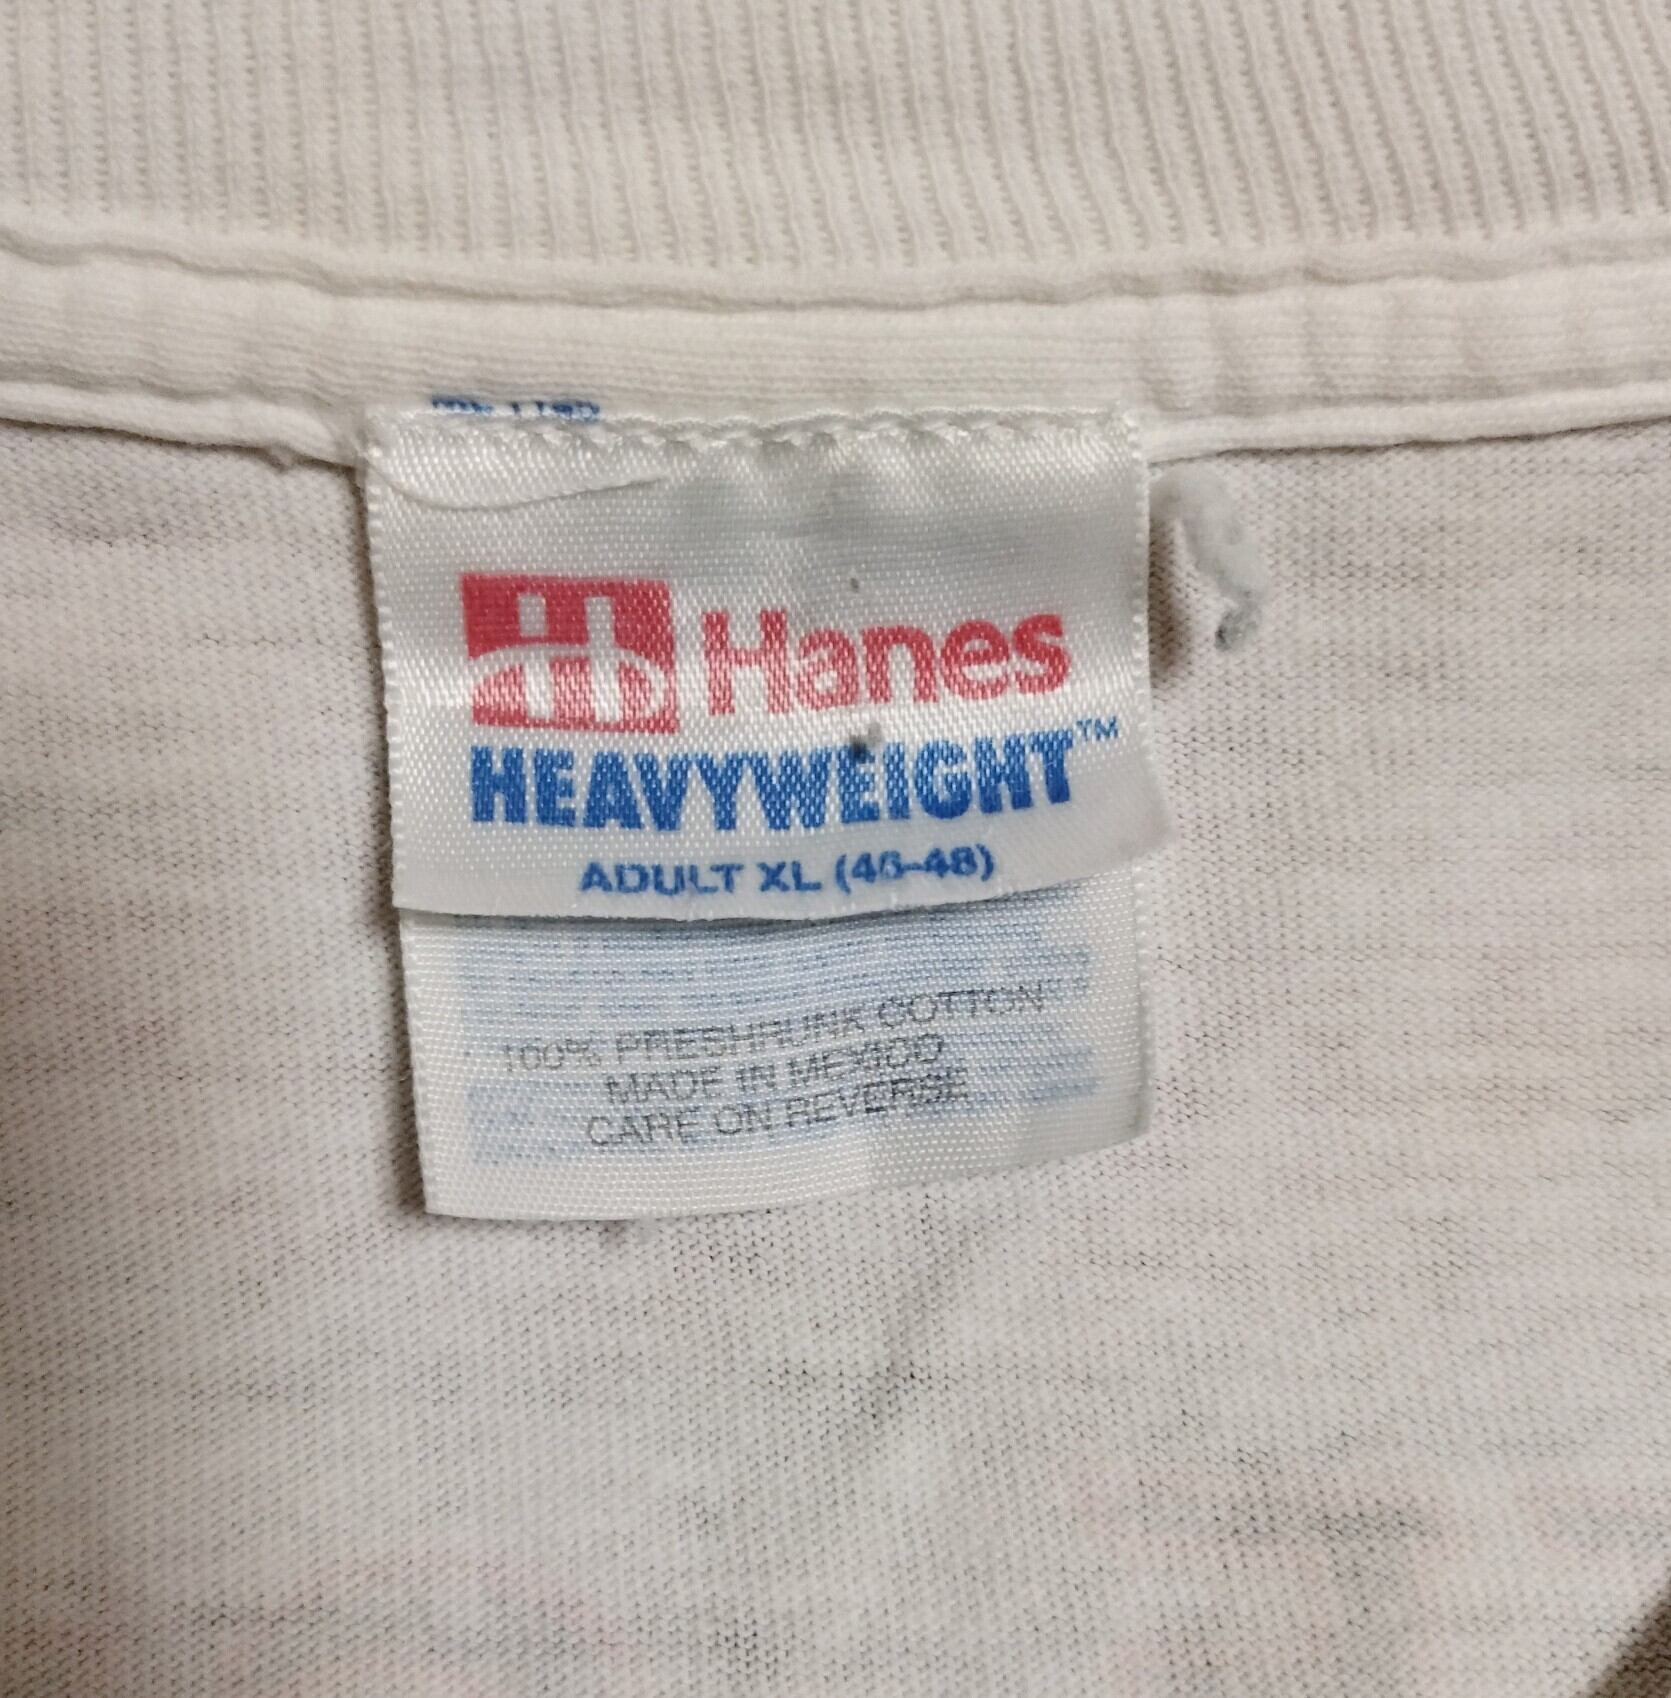 Hanes
HEAVYWEIGHT™
ADULT XL (46-48)
100% PRESHRUNK COTTON
MADE IN MEXICO
CARE ON REVERSE